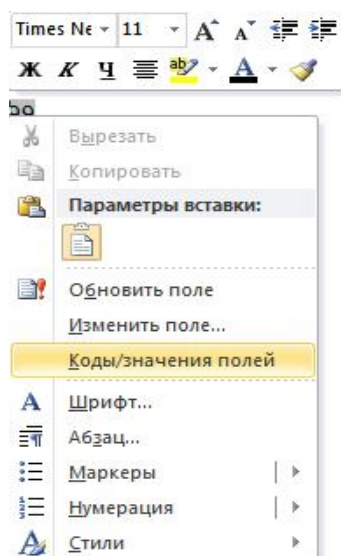 Times Ne 11 A A
Ж К Ч ab A
Вырезать
Копировать
Параметры вставки:
Обновить поле
Изменить поле...
Коды/значения полей
A Шрифт...
Абзац...
Маркеры
Нумерация
A Стили